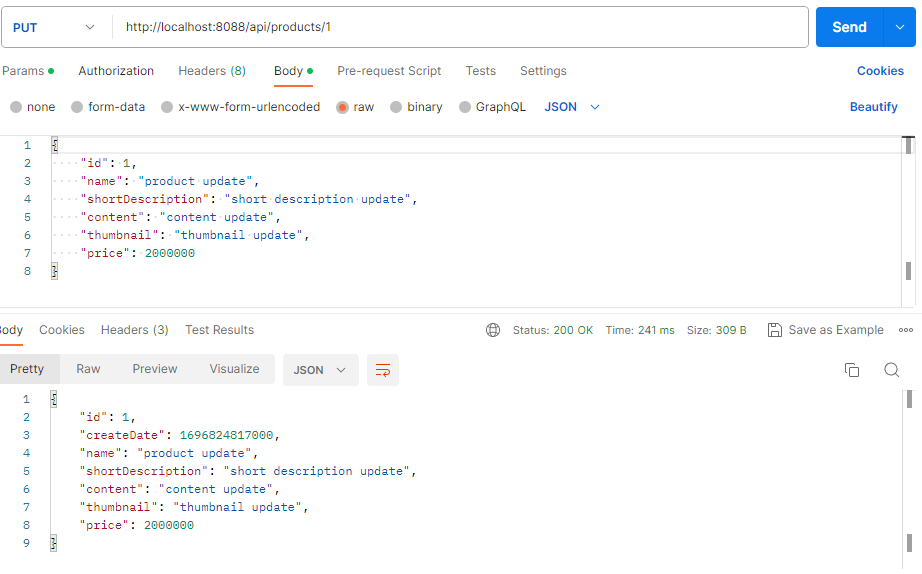 PUT http://localhost:8088/api/products/1 Send
Params Authorization Headers (8) Body Pre-request Script Tests Settings Cookies
none form-data x-www-form-urlencoded raw binary GraphQL JSON Beautify
1 {
2 "id": 1,
3 "name": "product update",
4 "shortDescription": "short description update",
5 "content": "content update",
6 "thumbnail": "thumbnail update",
7 "price": 2000000
8 }
Body Cookies Headers (3) Test Results Status: 200 OK Time: 241 ms Size: 309 B Save as Example
Pretty Raw Preview Visualize JSON
1 {
2 "id": 1,
3 "createDate": 1696824817000,
4 "name": "product update",
5 "shortDescription": "short description update",
6 "content": "content update",
7 "thumbnail": "thumbnail update",
8 "price": 2000000
9 }